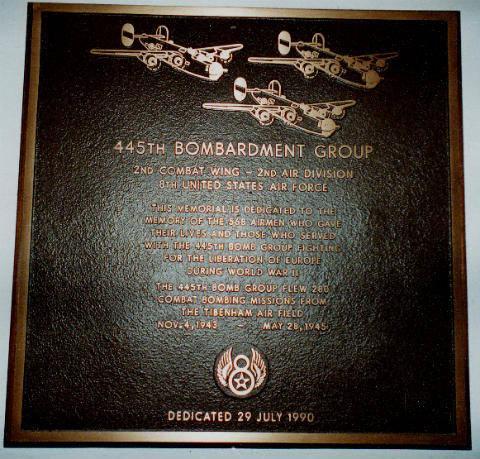 445TH BOMBARDMENT GROUP
2ND COMBAT WING - 2ND AIR DIVISION
8TH UNITED STATES AIR FORCE
THIS MEMORIAL IS DEDICATED TO THE
MEMORY OF THE 568 AIRMEN WHO GAVE
THEIR LIVES AND THOSE WHO SERVED
WITH THE 445TH BOMB GROUP FIGHTING
FOR THE LIBERATION OF EUROPE
DURING WORLD WAR II
THE 445TH BOMB GROUP FLEW 280
COMBAT BOMBING MISSIONS FROM
THE TIBENHAM AIR FIELD
NOV. 4, 1943 - MAY 28, 1945
8
DEDICATED 29 JULY 1990